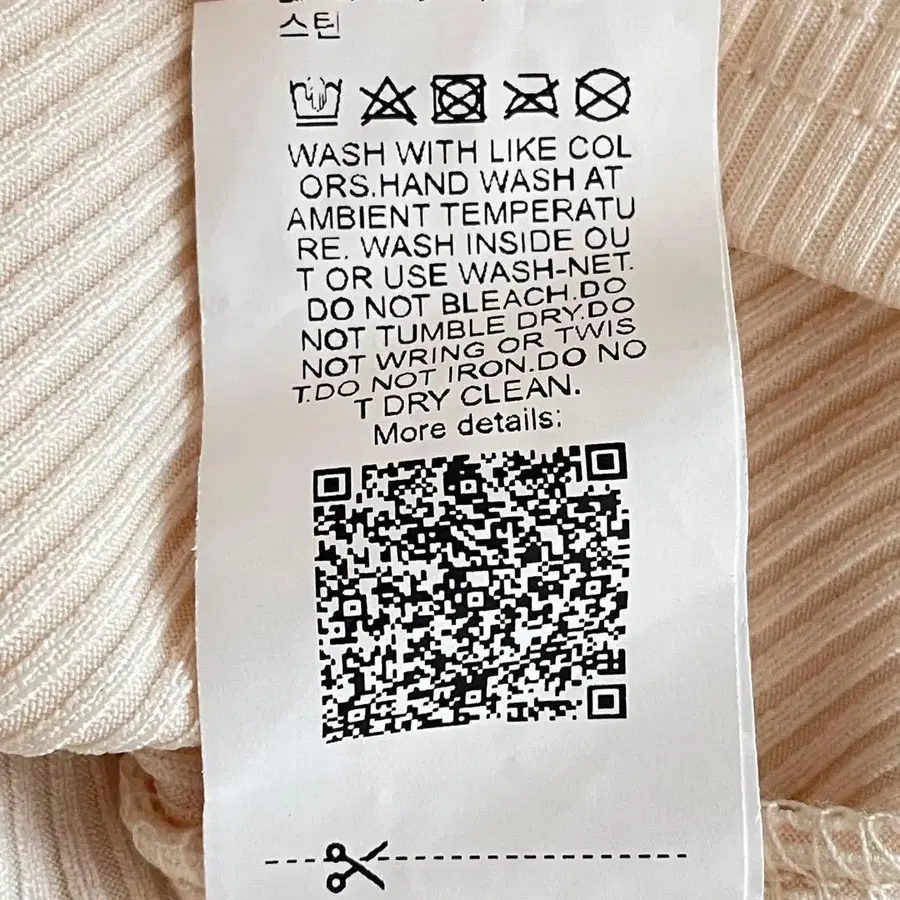 스틴
WASH WITH LIKE COL
ORS.HAND WASH AT
AMBIENT TEMPERATU
RE. WASH INSIDE OU
T OR USE WASH-NET.
DO NOT BLEACH.DO
NOT TUMBLE DRY.DO
NOT WRING OR TWIS
T.DO NOT IRON.DO NO
T DRY CLEAN.
More details: